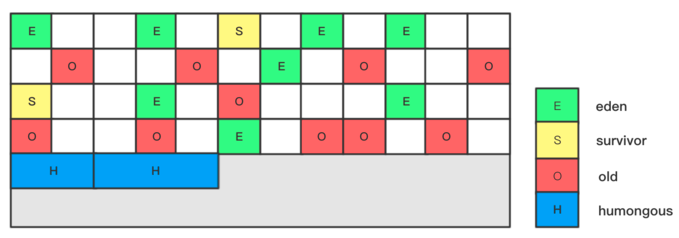 E E S E E
O O E O O
S E O E
O O E O O O
H H
E eden
S survivor
O old
H humongous